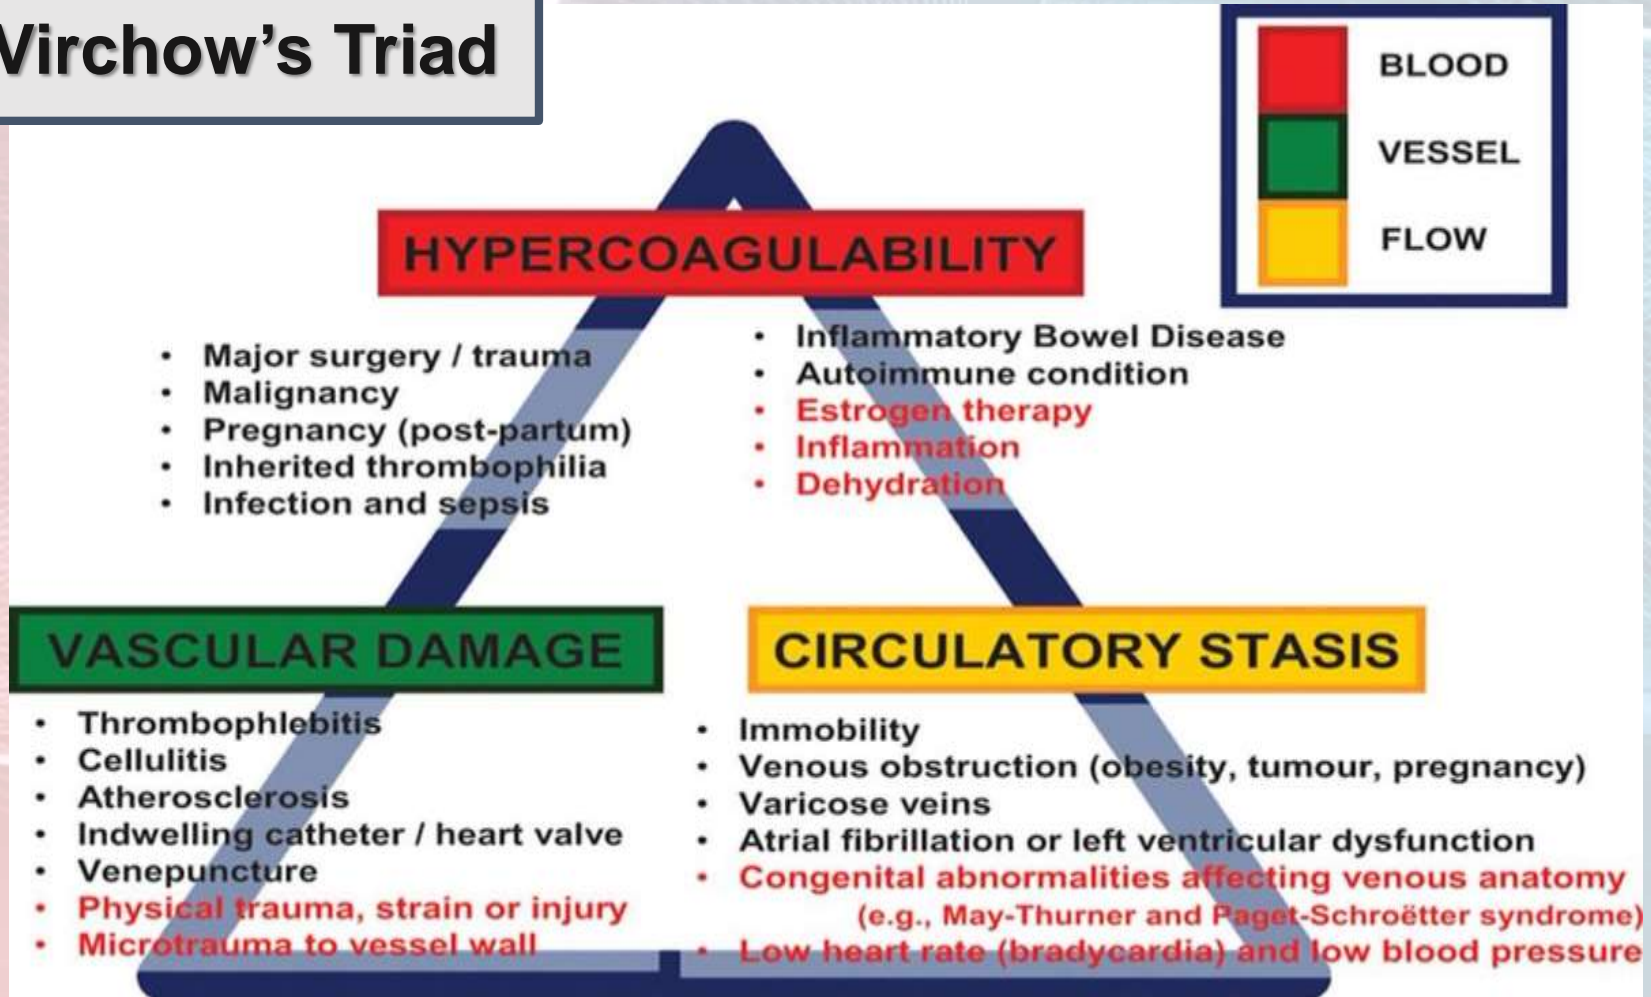 Virchow's Triad
BLOOD
VESSEL
FLOW
HYPERCOAGULABILITY
• Major surgery / trauma
• Malignancy
• Pregnancy (post-partum)
• Inherited thrombophilia
• Infection and sepsis
• Inflammatory Bowel Disease
• Autoimmune condition
• Estrogen therapy
• Inflammation
• Dehydration
VASCULAR DAMAGE
• Thrombophlebitis
• Cellulitis
• Atherosclerosis
• Indwelling catheter / heart valve
• Venepuncture
• Physical trauma, strain or injury
• Microtrauma to vessel wall
CIRCULATORY STASIS
• Immobility
• Venous obstruction (obesity, tumour, pregnancy)
• Varicose veins
• Atrial fibrillation or left ventricular dysfunction
• Congenital abnormalities affecting venous anatomy
(e.g., May-Thurner and Paget-Schroëtter syndrome)
• Low heart rate (bradycardia) and low blood pressure